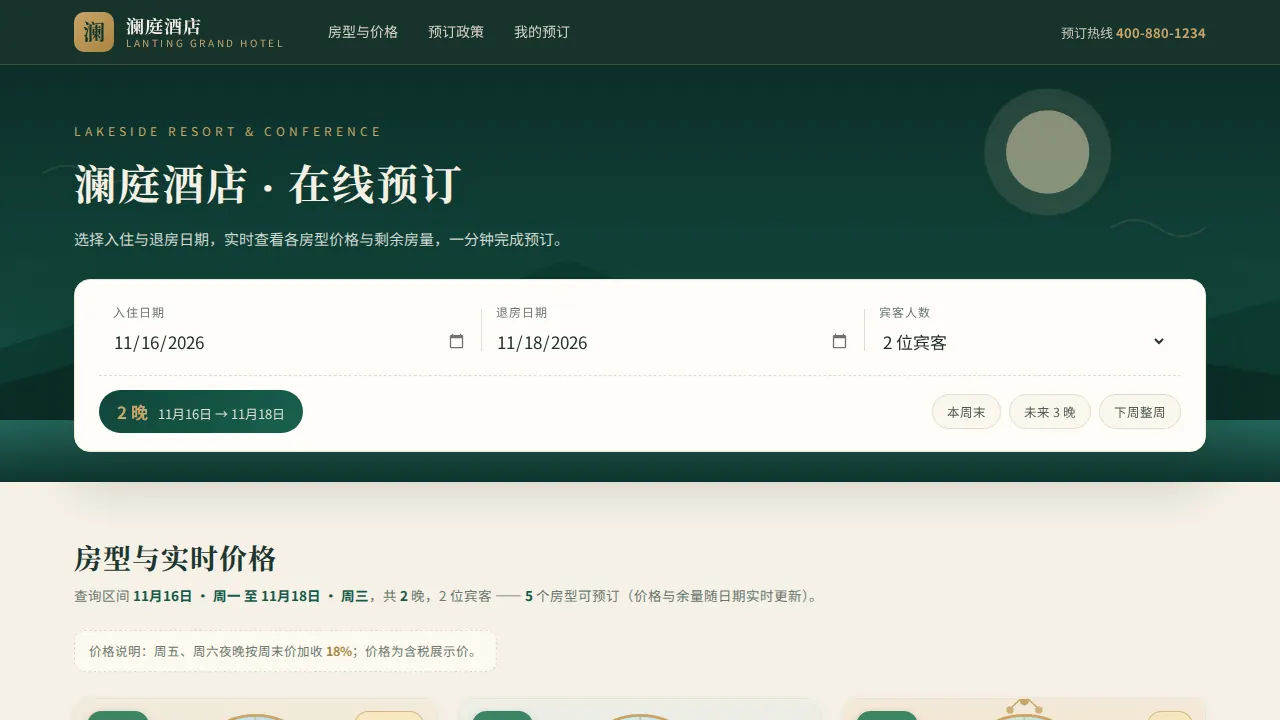 澜
澜庭酒店
LANTING GRAND HOTEL
房型与价格
预订政策
我的预订
预订热线 400-880-1234
LAKESIDE RESORT & CONFERENCE
澜庭酒店 · 在线预订
选择入住与退房日期，实时查看各房型价格与剩余房量，一分钟完成预订。
入住日期
11/16/2026
退房日期
11/18/2026
宾客人数
2 位宾客
2 晚 11月16日 → 11月18日
本周末
未来 3 晚
下周整周
房型与实时价格
查询区间 11月16日 · 周一 至 11月18日 · 周三，共 2 晚，2 位宾客 —— 5 个房型可预订（价格与余量随日期实时更新）。
价格说明：周五、周六夜晚按周末价加收 18%；价格为含税展示价。